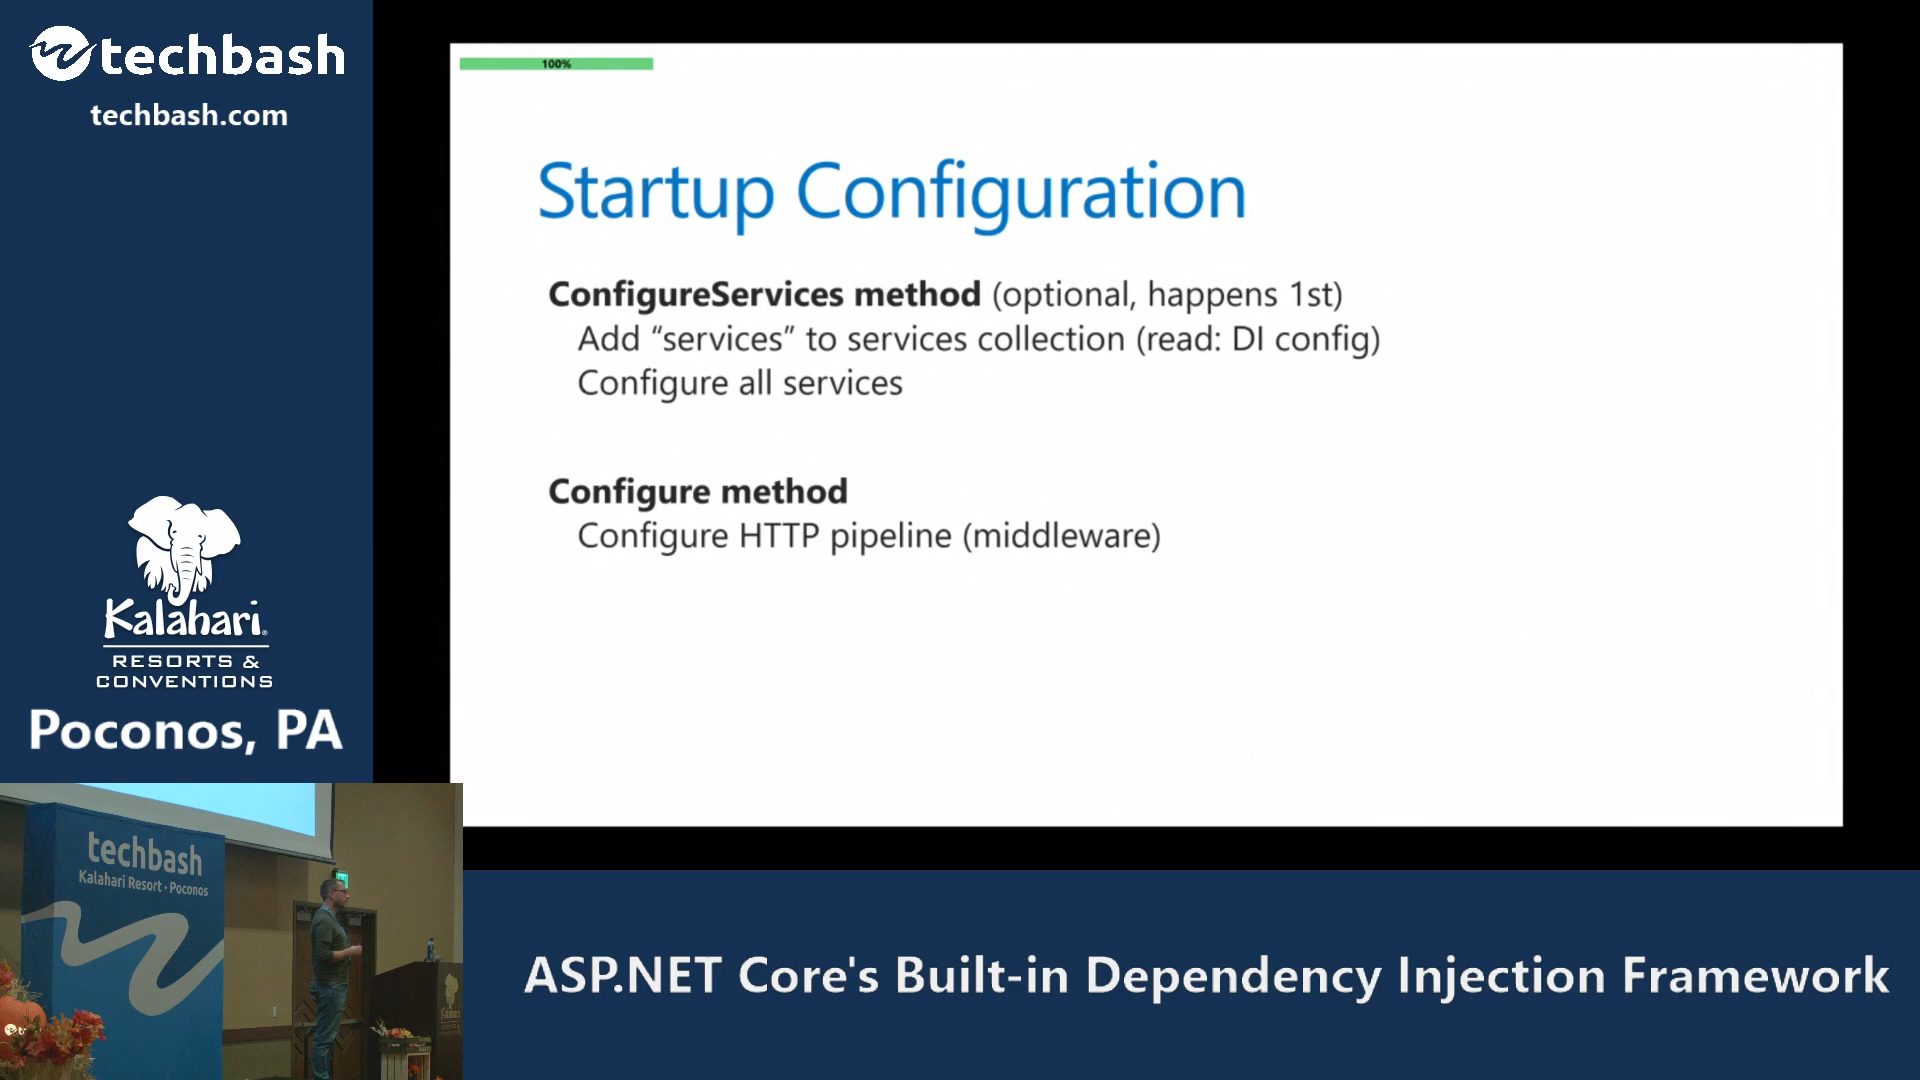 techbash
techbash.com
100%
Startup Configuration
ConfigureServices method (optional, happens 1st)
Add “services” to services collection (read: DI config)
Configure all services
Configure method
Configure HTTP pipeline (middleware)
Kalahari®
RESORTS &
CONVENTIONS
Poconos, PA
techbash
Kalahari Resort · Poconos
Kalahari
ASP.NET Core's Built-in Dependency Injection Framework